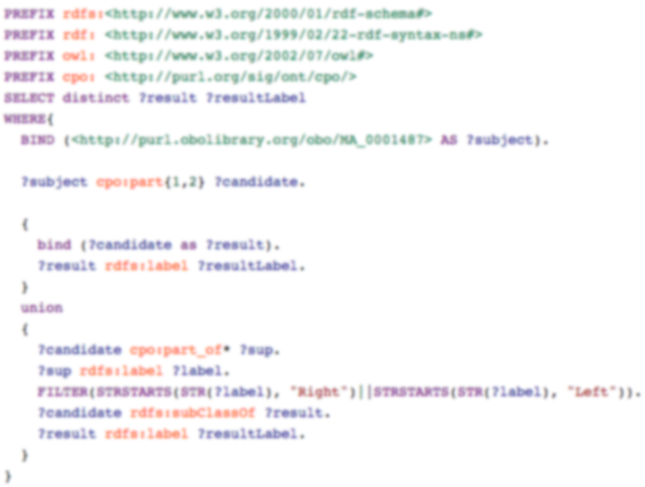 PREFIX rdfs:<http://www.w3.org/2000/01/rdf-schema#>
PREFIX rdf: <http://www.w3.org/1999/02/22-rdf-syntax-ns#>
PREFIX owl: <http://www.w3.org/2002/07/owl#>
PREFIX cpo: <http://purl.org/sig/ont/cpo/>
SELECT distinct ?result ?resultLabel
WHERE{
BIND (<http://purl.obolibrary.org/obo/MA_0001487> AS ?subject).
?subject cpo:part{1,2} ?candidate.
{
bind (?candidate as ?result).
?result rdfs:label ?resultLabel.
}
union
{
?candidate cpo:part_of* ?sup.
?sup rdfs:label ?label.
FILTER(STRSTARTS(STR(?label), "Right")||STRSTARTS(STR(?label), "Left")).
?candidate rdfs:subClassOf ?result.
?result rdfs:label ?resultLabel.
}
}